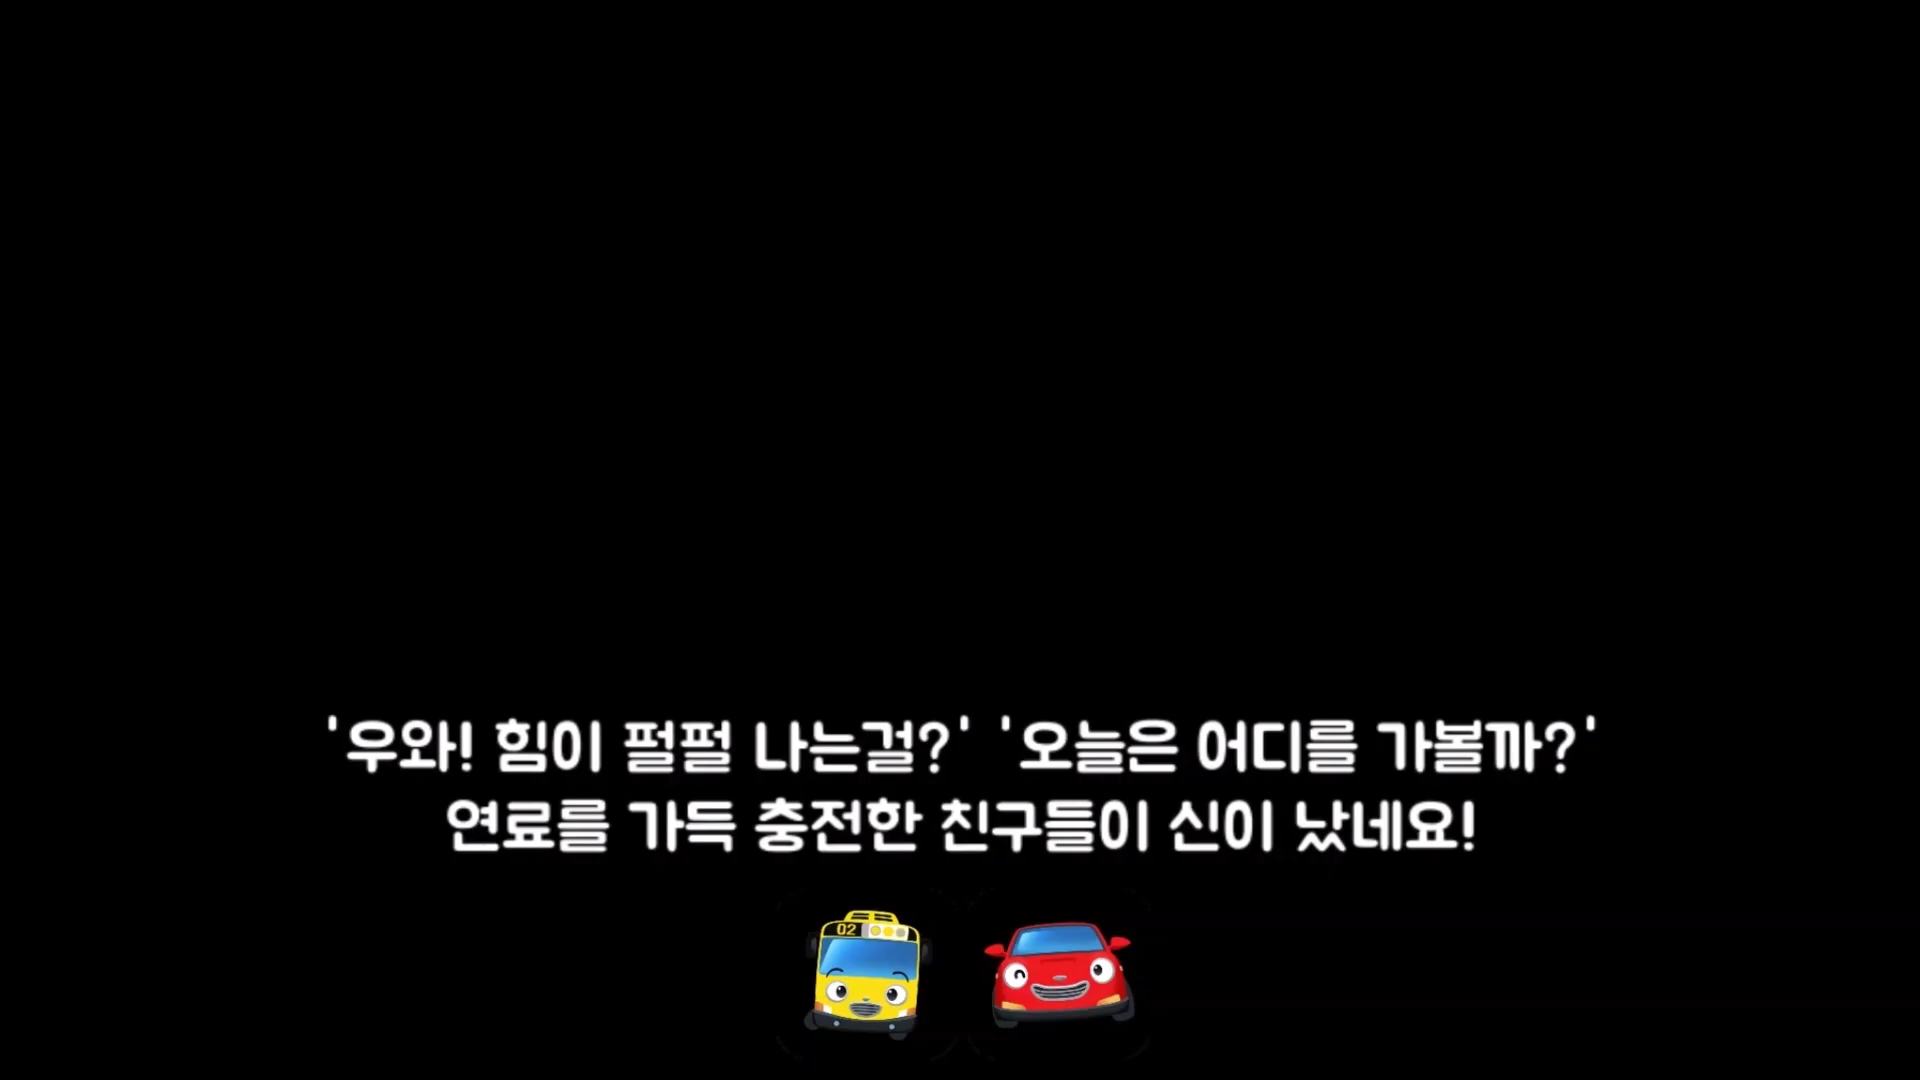 '우와! 힘이 펄펄 나는걸?' '오늘은 어디를 가볼까?'
연료를 가득 충전한 친구들이 신이 났네요!
02